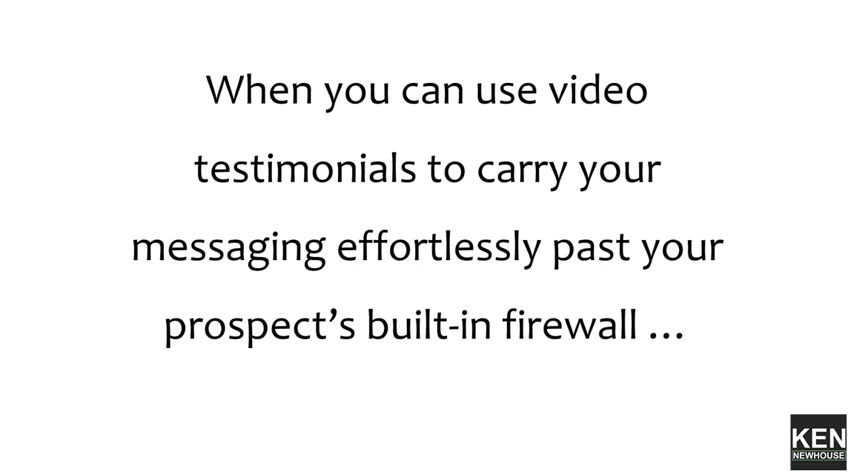 When you can use video
testimonials to carry your
messaging effortlessly past your
prospect’s built-in firewall …
KEN
NEWHOUSE